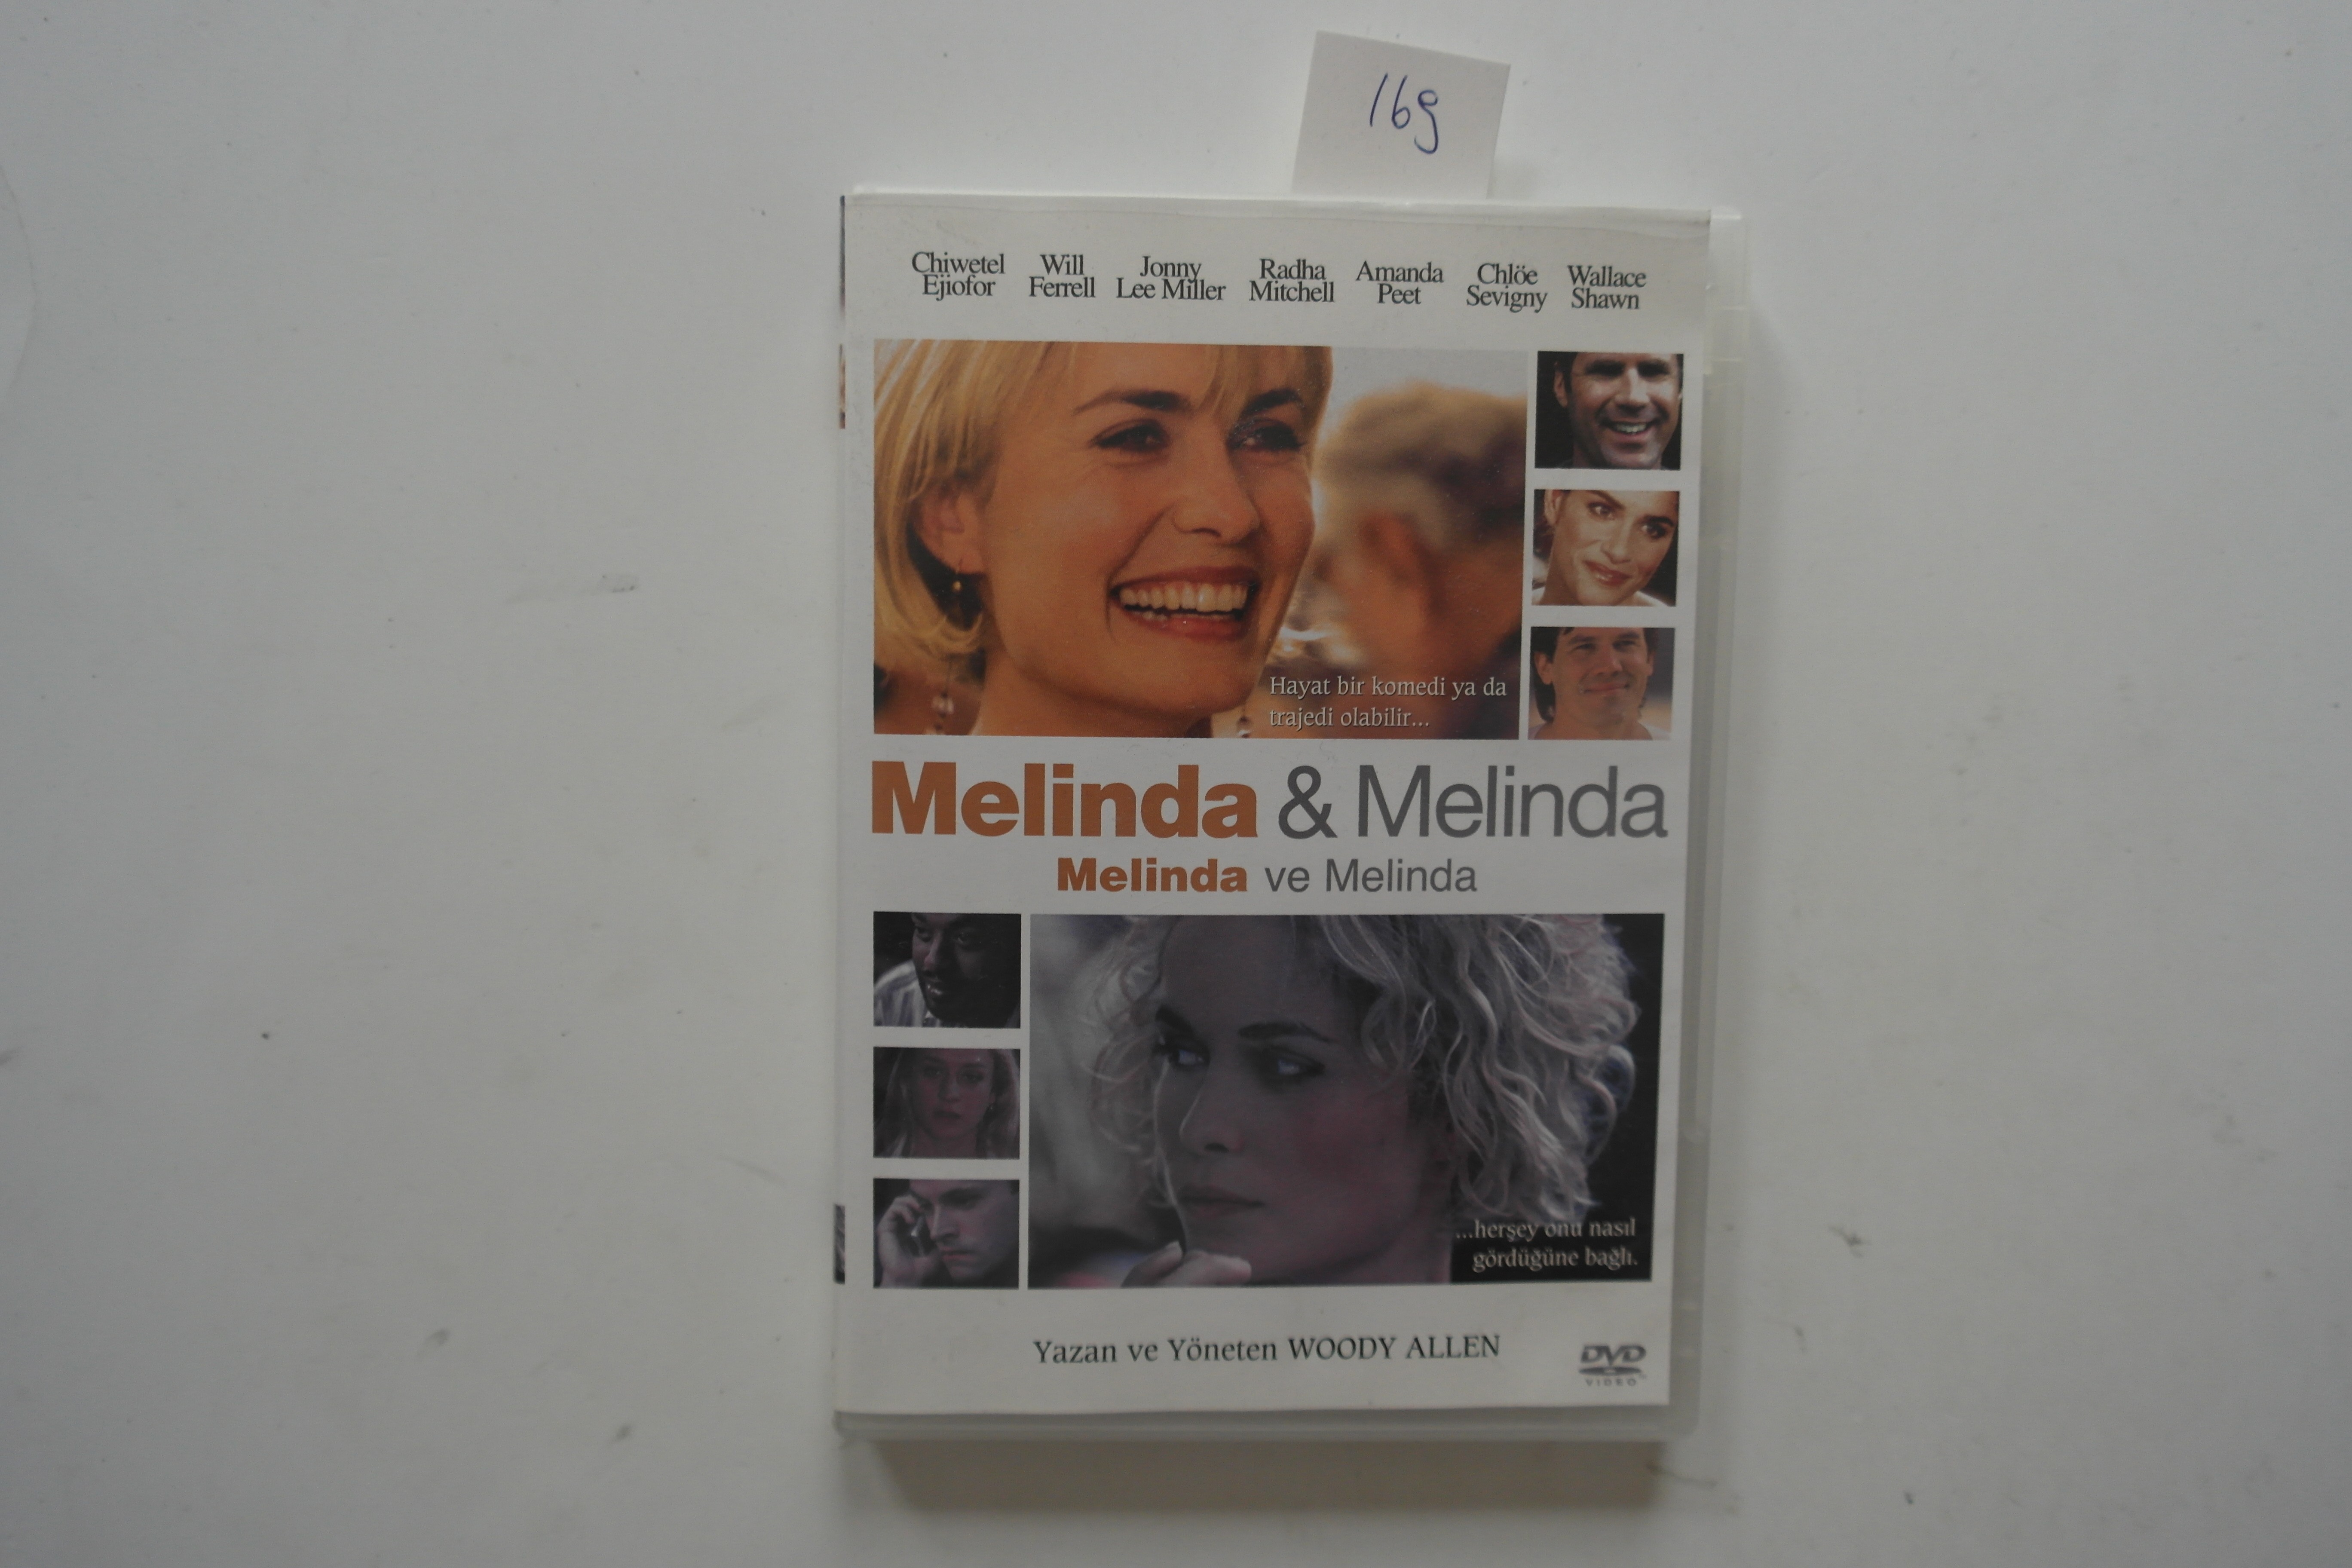 169
Chiwetel Ejiofor
Will Ferrell
Jonny Lee Miller
Radha Mitchell
Amanda Peet
Chlöe Sevigny
Wallace Shawn
Hayat bir komedi ya da
trajedi olabilir...
Melinda & Melinda
Melinda ve Melinda
...herşey onu nasıl
gördüğüne bağlı.
Yazan ve Yöneten WOODY ALLEN
DVD
VIDEO